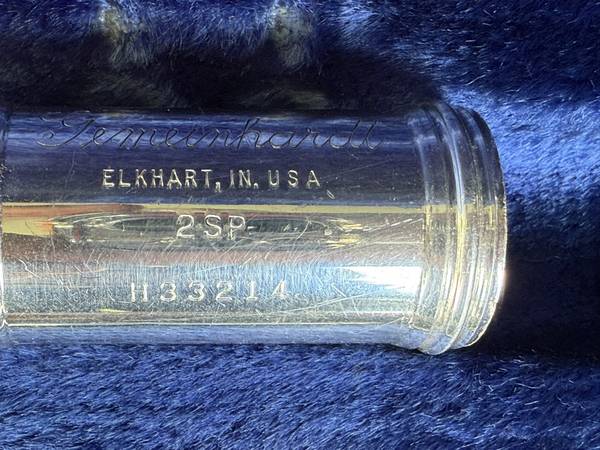 Gemeinhardt
ELKHART, IN. USA
2SP
H33214